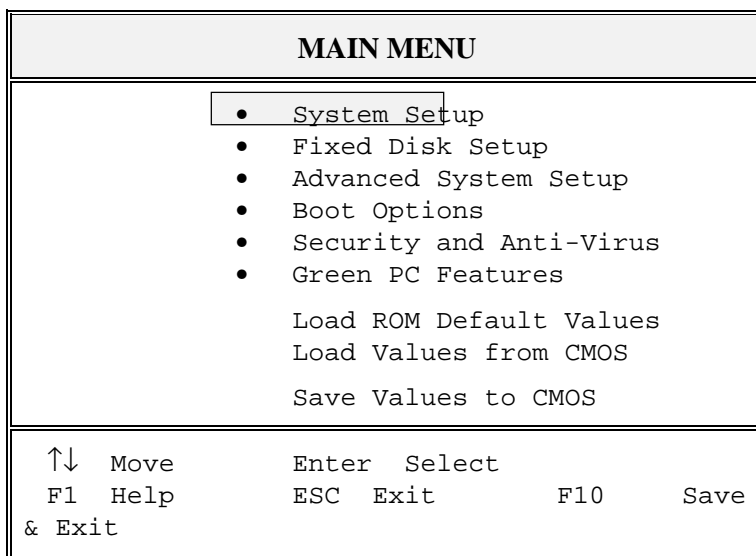 MAIN MENU
• System Setup
• Fixed Disk Setup
• Advanced System Setup
• Boot Options
• Security and Anti-Virus
• Green PC Features
Load ROM Default Values
Load Values from CMOS
Save Values to CMOS
↑↓ Move Enter Select
F1 Help ESC Exit F10 Save
& Exit